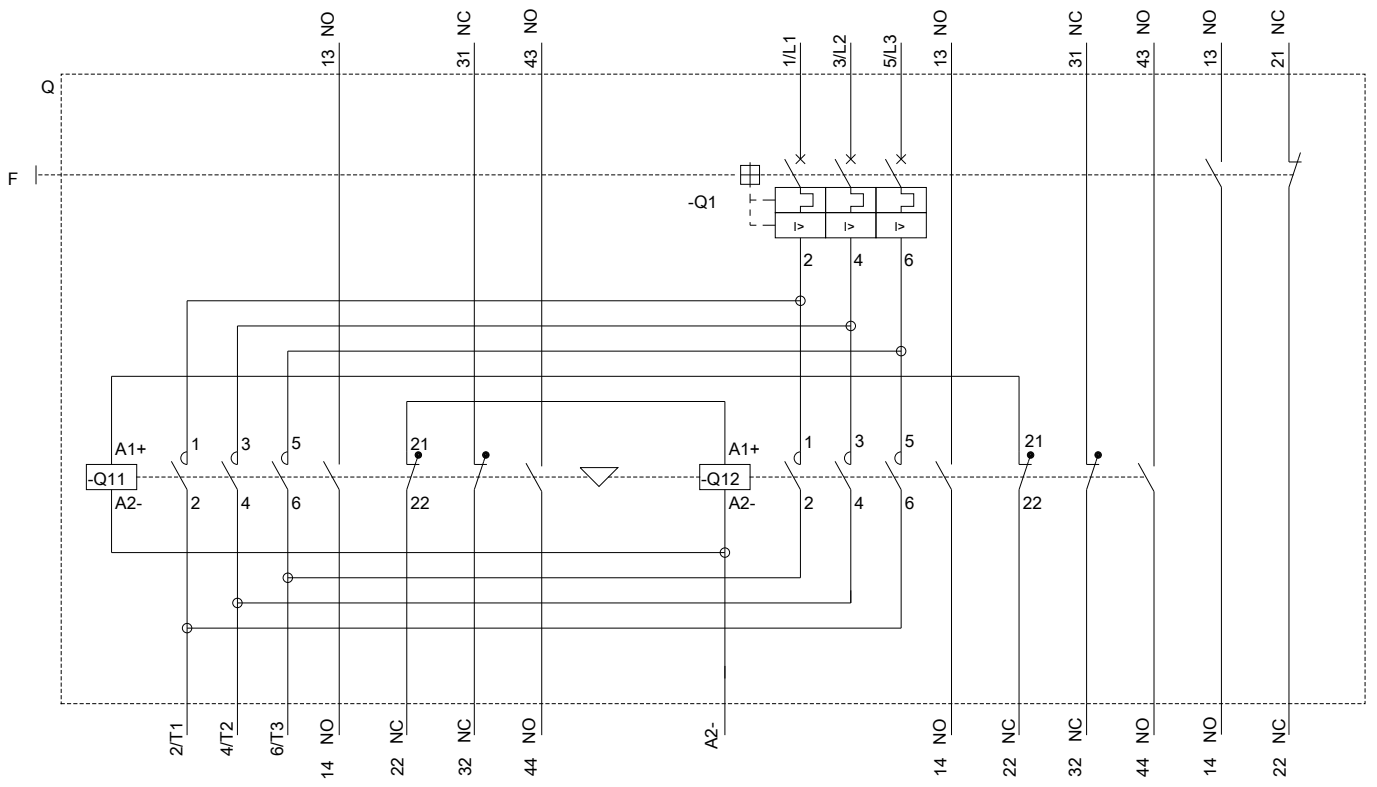 13 NO
31 NC
43 NO
1/L1
3/L2
5/L3
13 NO
31 NC
43 NO
13 NO
21 NC
Q
F
-Q1
I>
I>
I>
2
4
6
A1+
1
3
5
21
A1+
1
3
5
21
-Q11
-Q12
A2-
2
4
6
22
A2-
2
4
6
22
2/T1
4/T2
6/T3
14 NO
22 NC
32 NC
44 NO
A2-
14 NO
22 NC
32 NC
44 NO
14 NO
22 NC